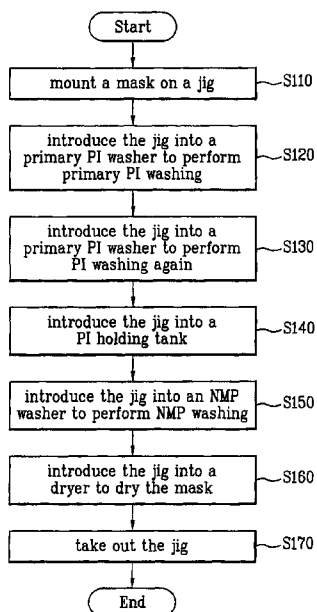 Start
mount a mask on a jig
S110
introduce the jig into a
primary PI washer to perform
primary PI washing
S120
introduce the jig into a
primary PI washer to perform
PI washing again
S130
introduce the jig into a
PI holding tank
S140
introduce the jig into an NMP
washer to perform NMP washing
S150
introduce the jig into a
dryer to dry the mask
S160
take out the jig
S170
End